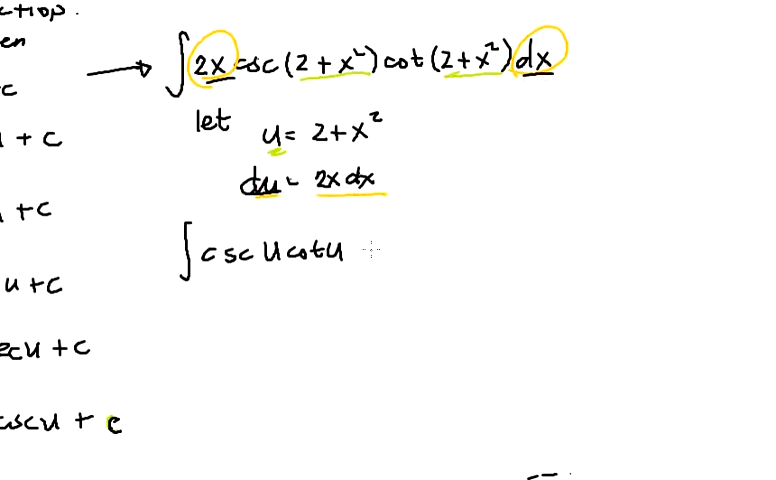 ction.
en
→ ∫ 2x csc(2 + x²) cot(2 + x²) dx
c
let u = 2 + x²
u + c
du = 2x dx
u + c
∫ csc u cot u
u + c
ecu + c
cscu + c